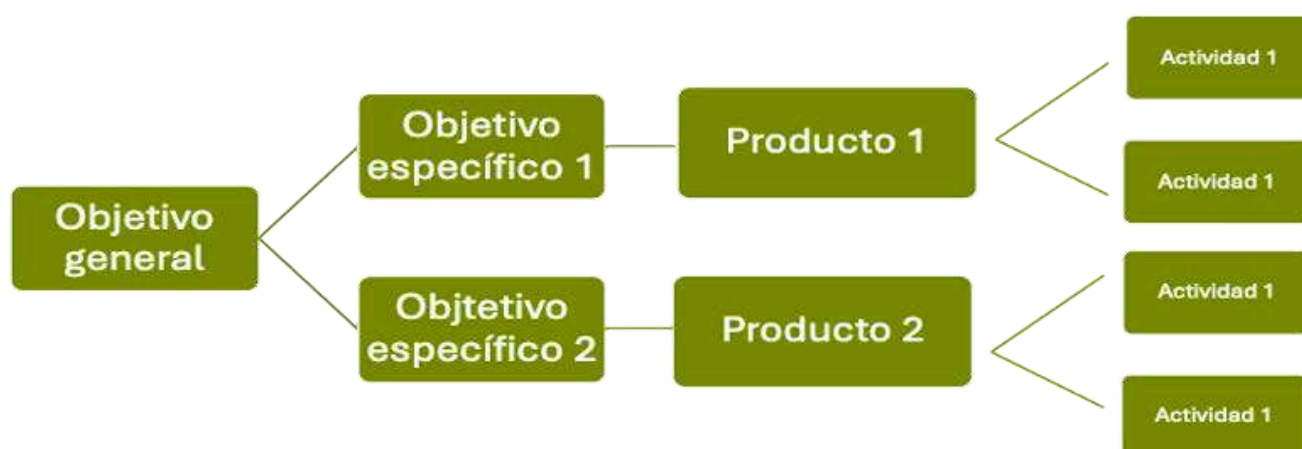 Objetivo
general
Objetivo
específico 1
Producto 1
Actividad 1
Actividad 1
Objtetivo
específico 2
Producto 2
Actividad 1
Actividad 1